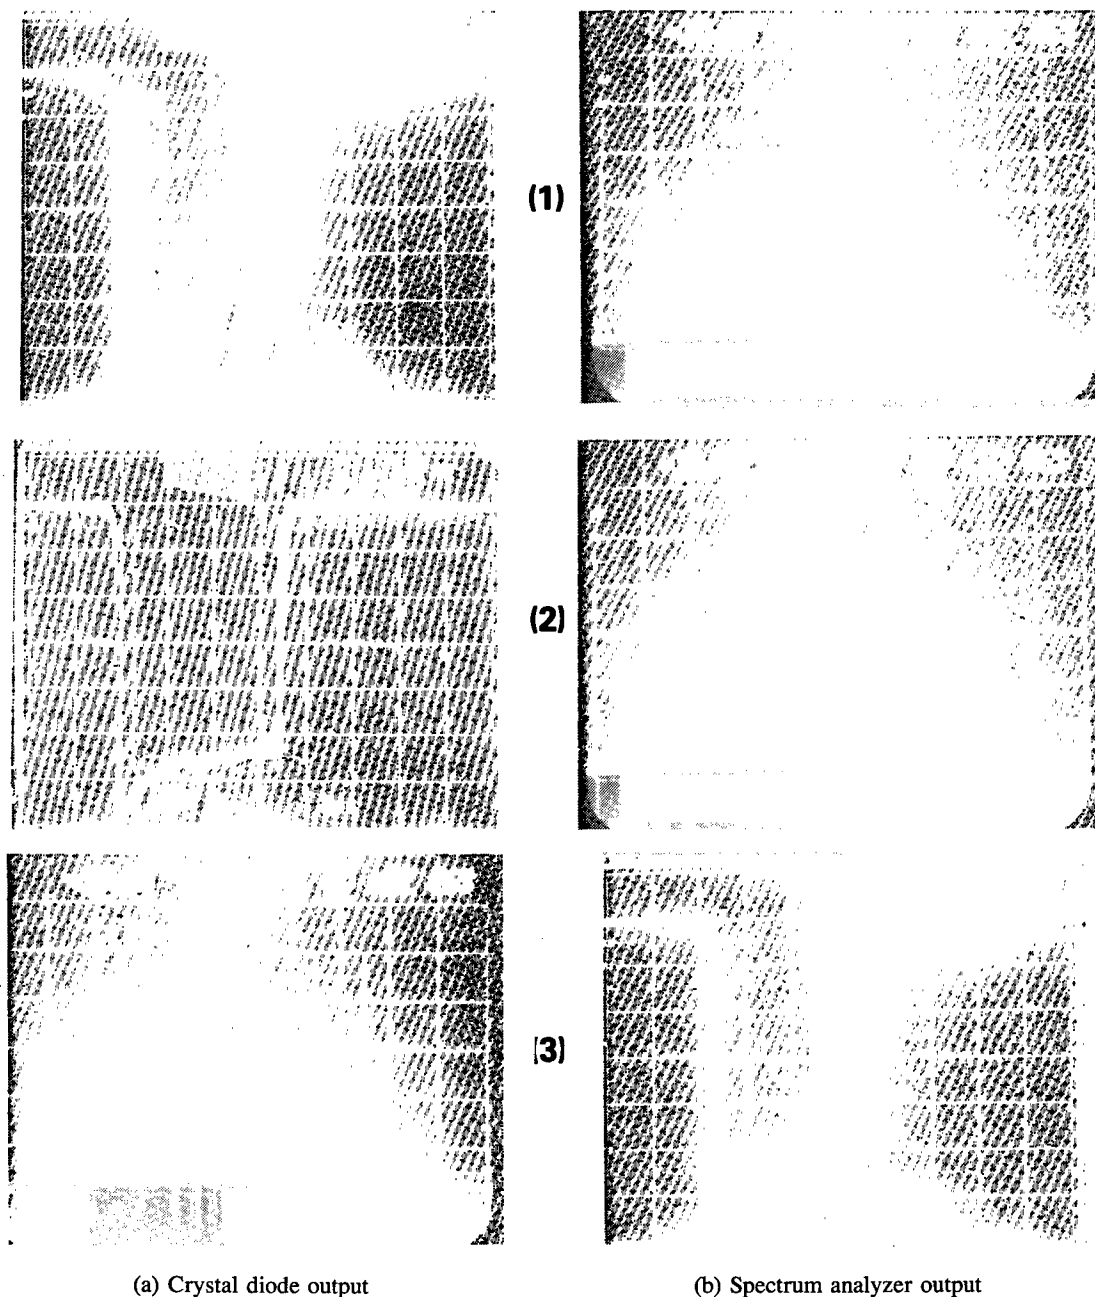 (1)
(2)
(3)
(a) Crystal diode output
(b) Spectrum analyzer output